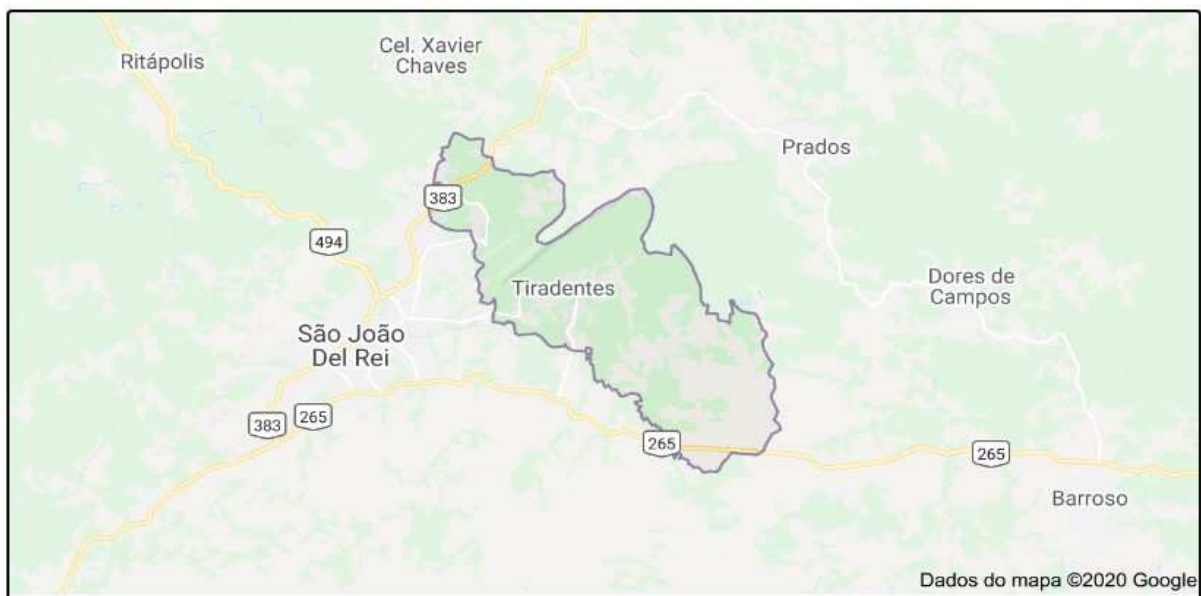 Cel. Xavier
Chaves
Ritápolis
Prados
383
494
Dores de
Campos
Tiradentes
São João
Del Rei
383
265
265
265
Barroso
Dados do mapa ©2020 Google